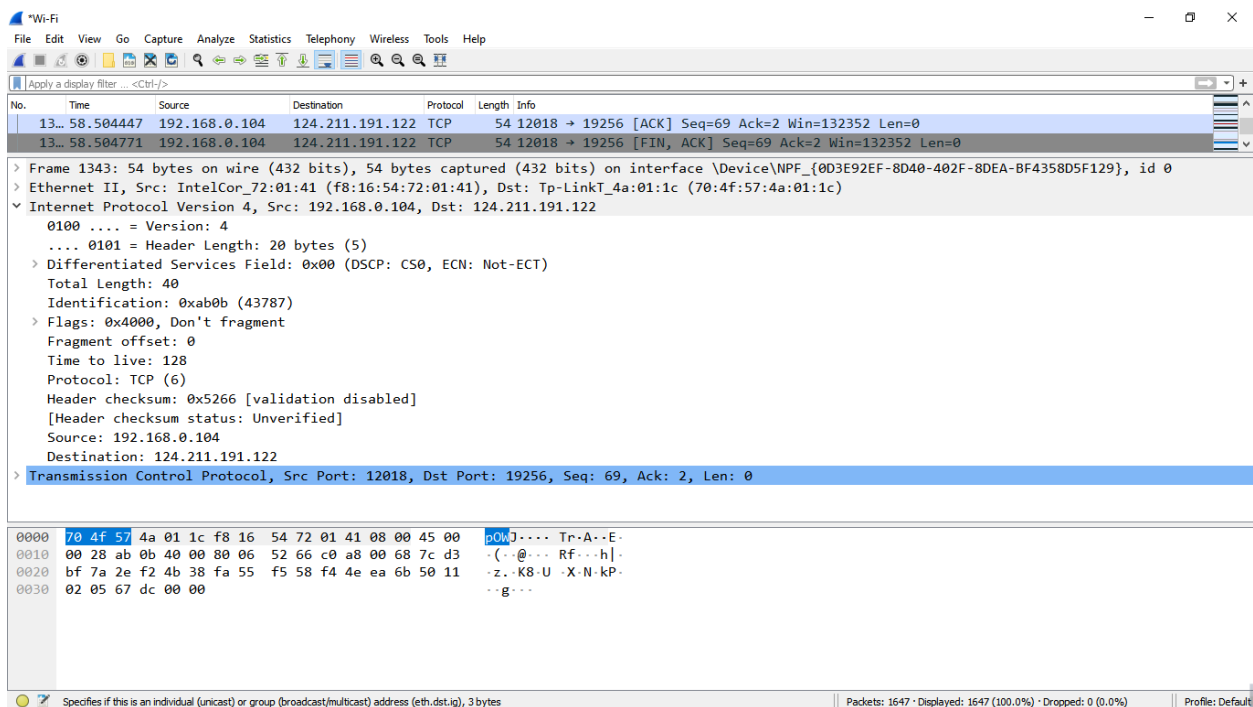 *Wi-Fi
File Edit View Go Capture Analyze Statistics Telephony Wireless Tools Help
Apply a display filter ... <Ctrl-/>
No. Time Source Destination Protocol Length Info
13… 58.504447 192.168.0.104 124.211.191.122 TCP 54 12018 → 19256 [ACK] Seq=69 Ack=2 Win=132352 Len=0
13… 58.504771 192.168.0.104 124.211.191.122 TCP 54 12018 → 19256 [FIN, ACK] Seq=69 Ack=2 Win=132352 Len=0
Frame 1343: 54 bytes on wire (432 bits), 54 bytes captured (432 bits) on interface \Device\NPF_{0D3E92EF-8D40-402F-8DEA-BF4358D5F129}, id 0
Ethernet II, Src: IntelCor_72:01:41 (f8:16:54:72:01:41), Dst: Tp-LinkT_4a:01:1c (70:4f:57:4a:01:1c)
Internet Protocol Version 4, Src: 192.168.0.104, Dst: 124.211.191.122
0100 .... = Version: 4
.... 0101 = Header Length: 20 bytes (5)
Differentiated Services Field: 0x00 (DSCP: CS0, ECN: Not-ECT)
Total Length: 40
Identification: 0xab0b (43787)
Flags: 0x4000, Don't fragment
Fragment offset: 0
Time to live: 128
Protocol: TCP (6)
Header checksum: 0x5266 [validation disabled]
[Header checksum status: Unverified]
Source: 192.168.0.104
Destination: 124.211.191.122
Transmission Control Protocol, Src Port: 12018, Dst Port: 19256, Seq: 69, Ack: 2, Len: 0
0000 70 4f 57 4a 01 1c f8 16 54 72 01 41 08 00 45 00 pOWJ···· Tr·A··E·
0010 00 28 ab 0b 40 00 80 06 52 66 c0 a8 00 68 7c d3 ·(··@··· Rf···h|·
0020 bf 7a 2e f2 4b 38 fa 55 f5 58 f4 4e ea 6b 50 11 ·z.·K8·U ·X·N·kP·
0030 02 05 67 dc 00 00 ··g···
Specifies if this is an individual (unicast) or group (broadcast/multicast) address (eth.dst.ig), 3 bytes Packets: 1647 · Displayed: 1647 (100.0%) · Dropped: 0 (0.0%) Profile: Default